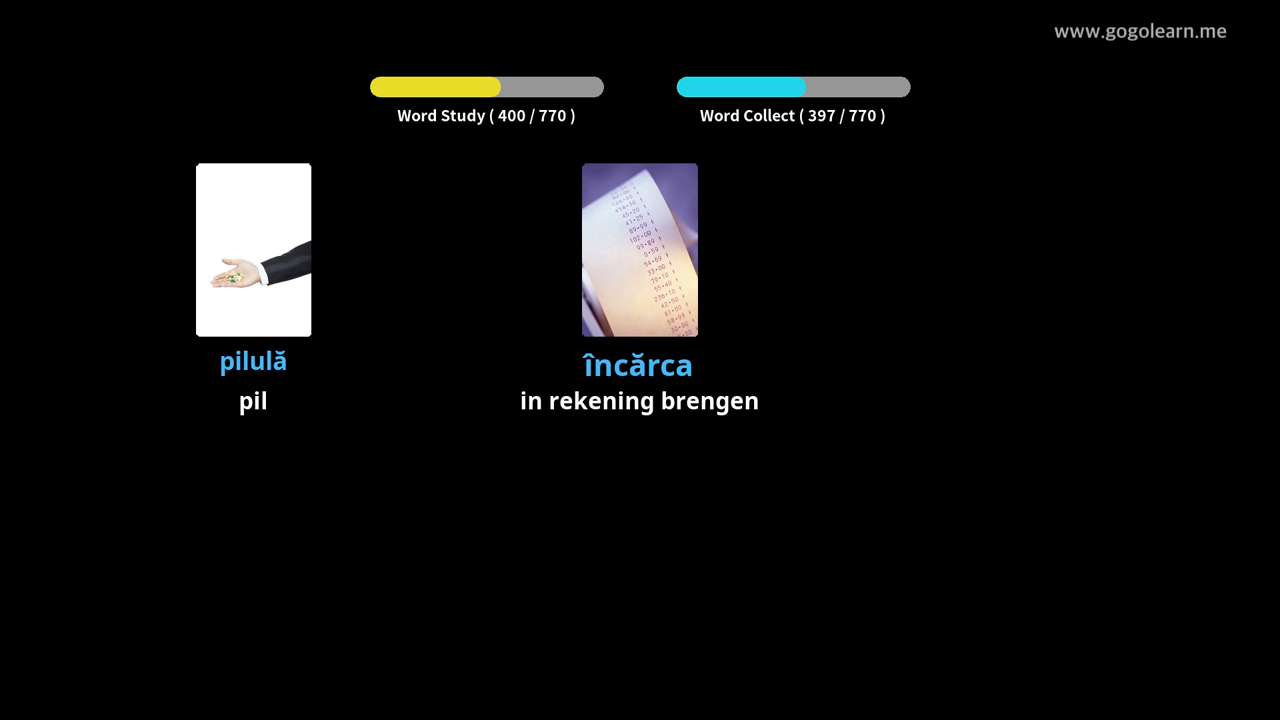 www.gogolearn.me
Word Study ( 400 / 770 )
Word Collect ( 397 / 770 )
pilulă
pil
încărca
in rekening brengen